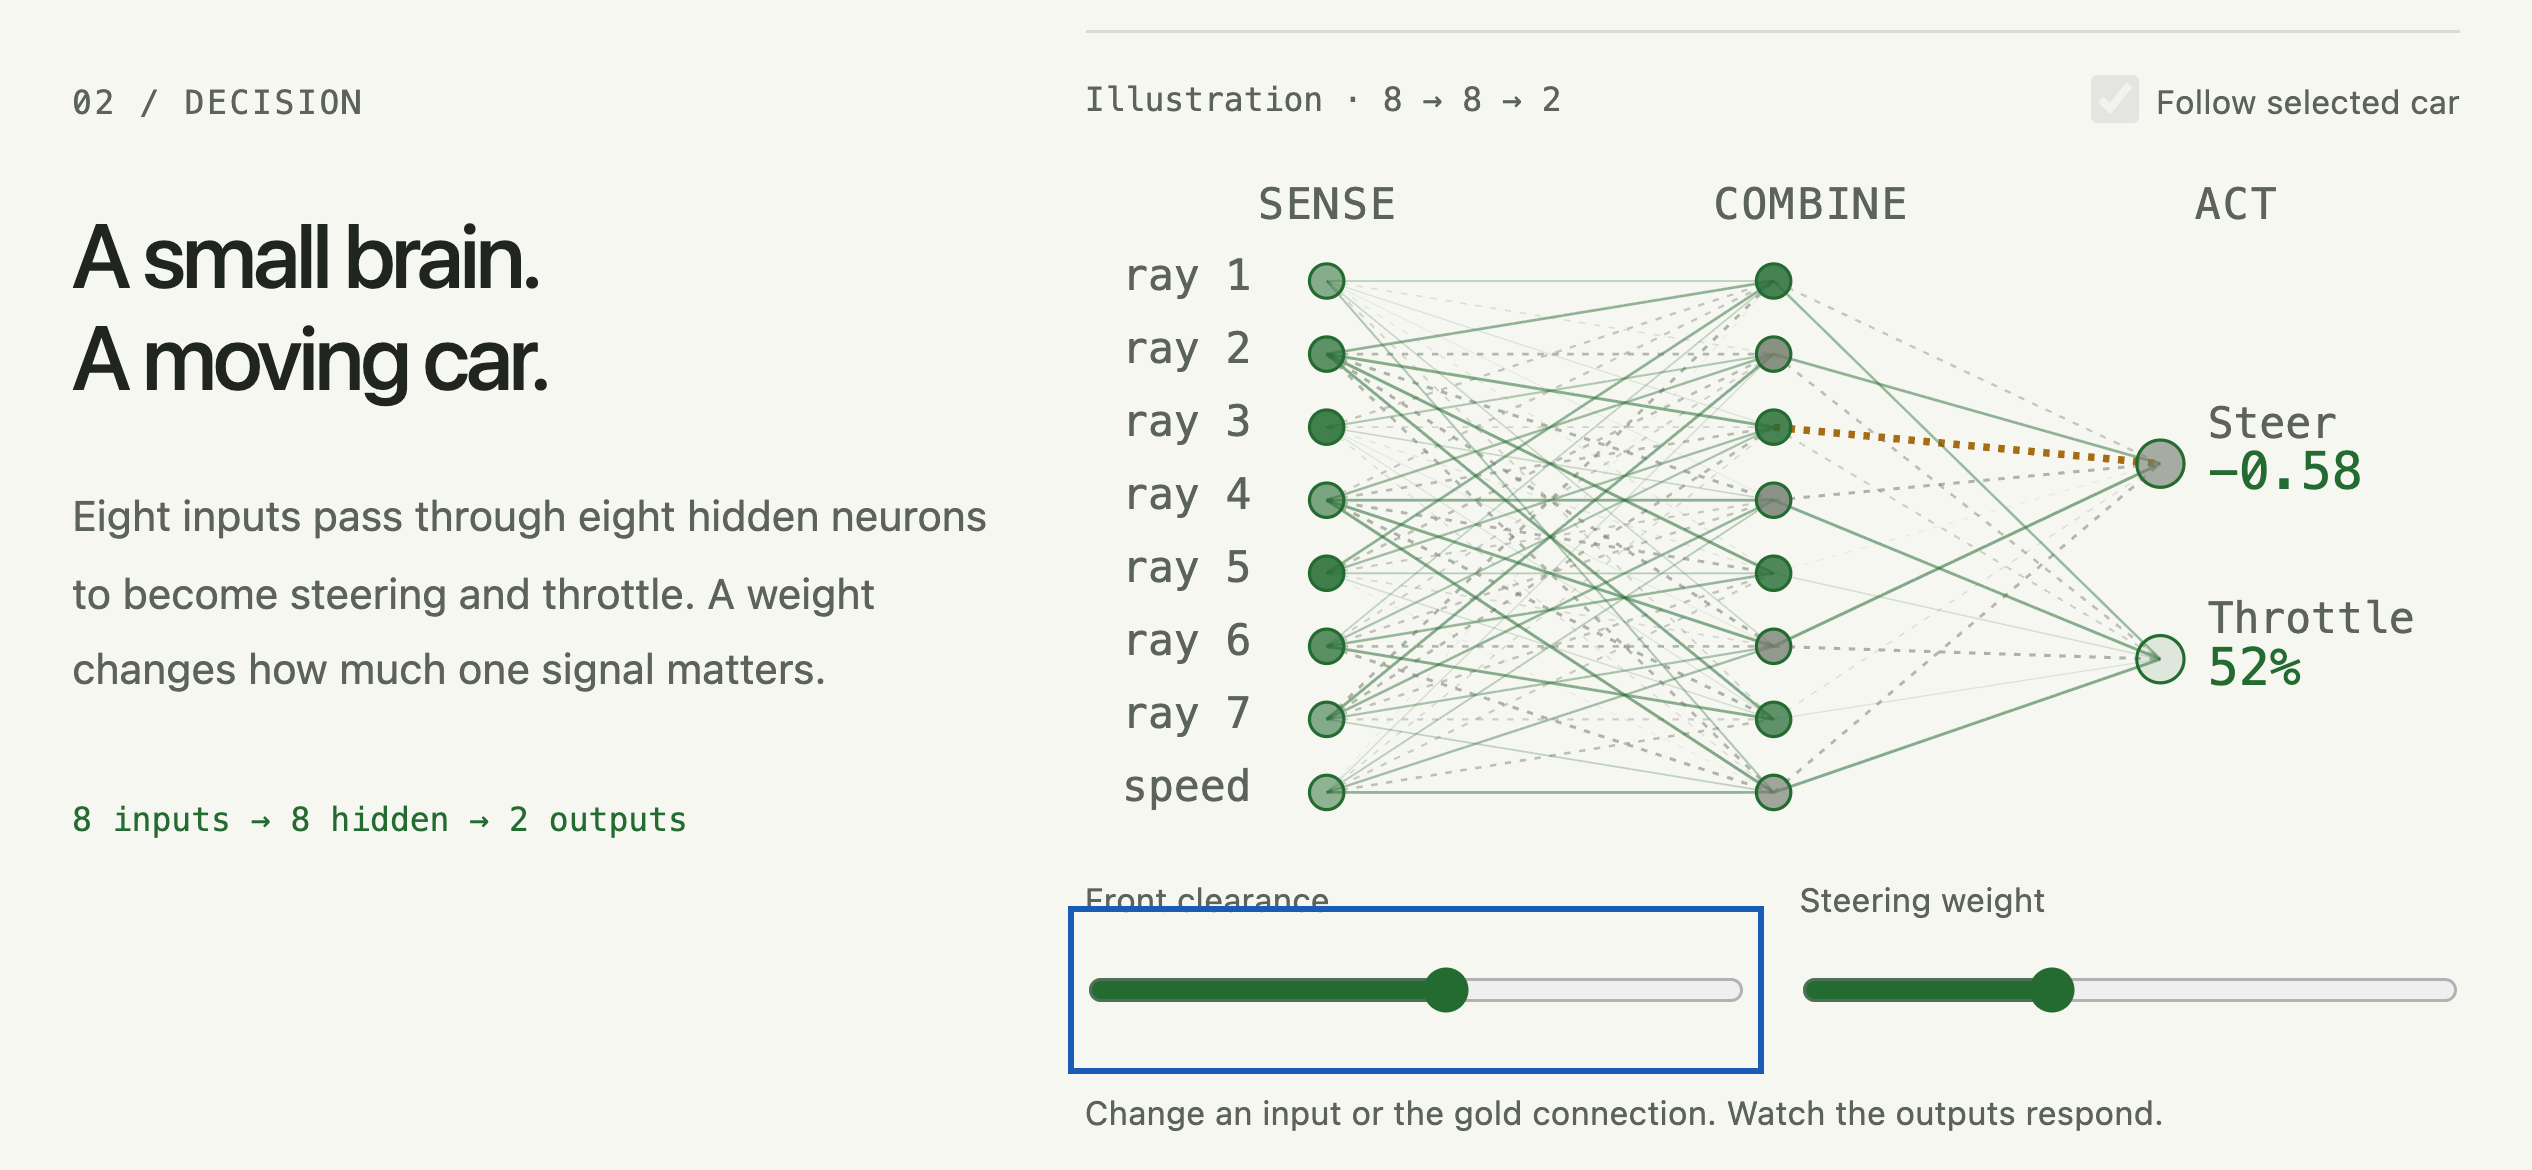 02 / DECISION
A small brain.
A moving car.
Eight inputs pass through eight hidden neurons
to become steering and throttle. A weight
changes how much one signal matters.
8 inputs → 8 hidden → 2 outputs
Illustration · 8 → 8 → 2
Follow selected car
SENSE
COMBINE
ACT
ray 1
ray 2
ray 3
ray 4
ray 5
ray 6
ray 7
speed
Steer
−0.58
Throttle
52%
Front clearance
Steering weight
Change an input or the gold connection. Watch the outputs respond.